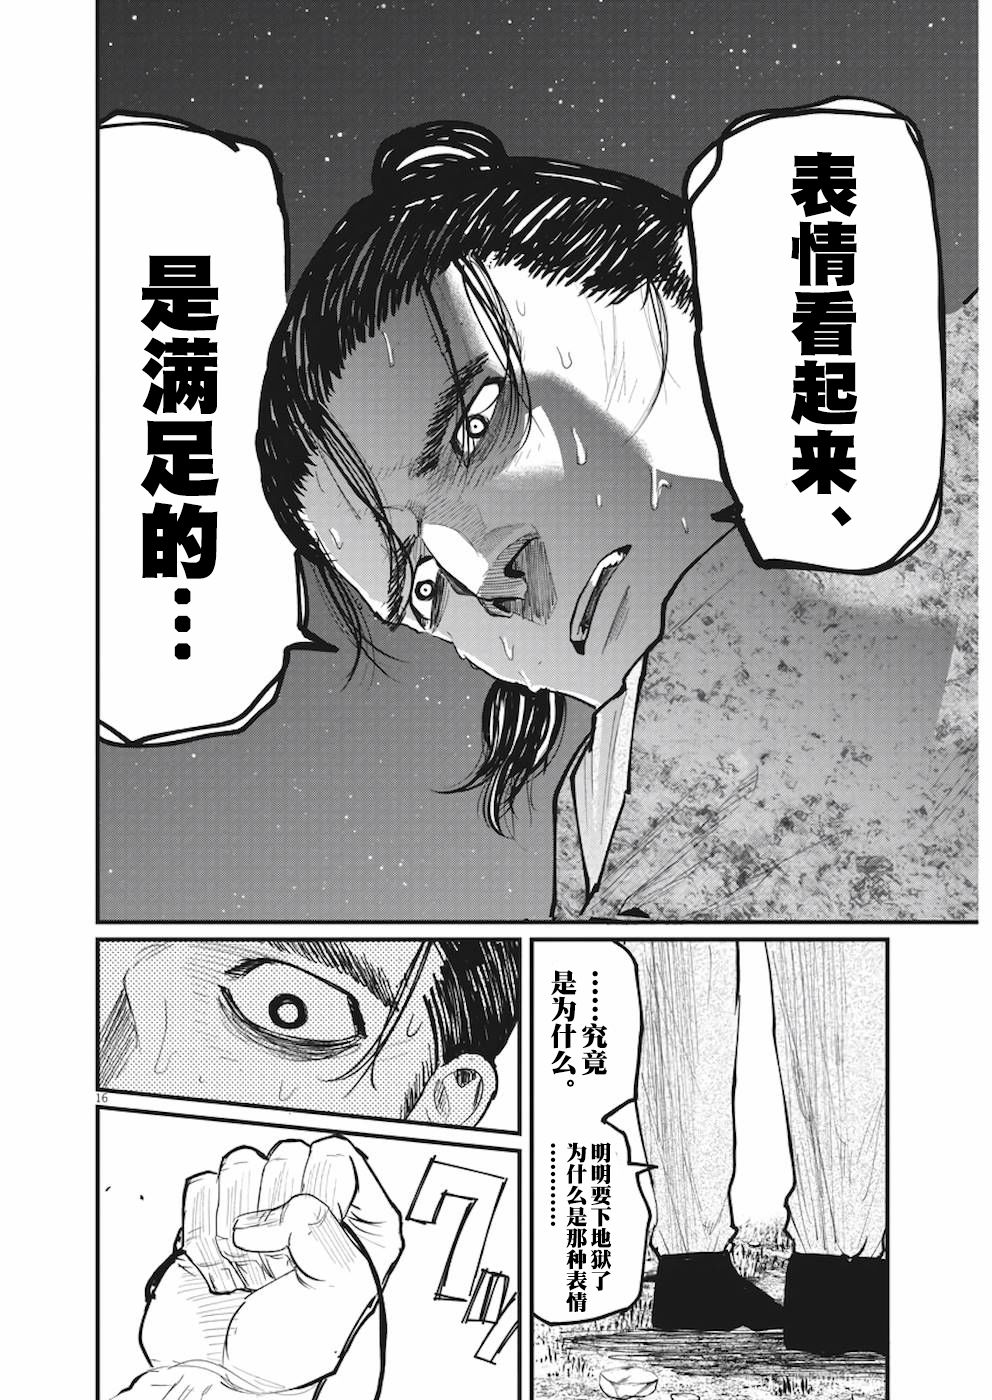 表情看起来、
是满足的…
……究竟
是为什么。
明明要下地狱了
为什么是那种表情
…………
16
グッ